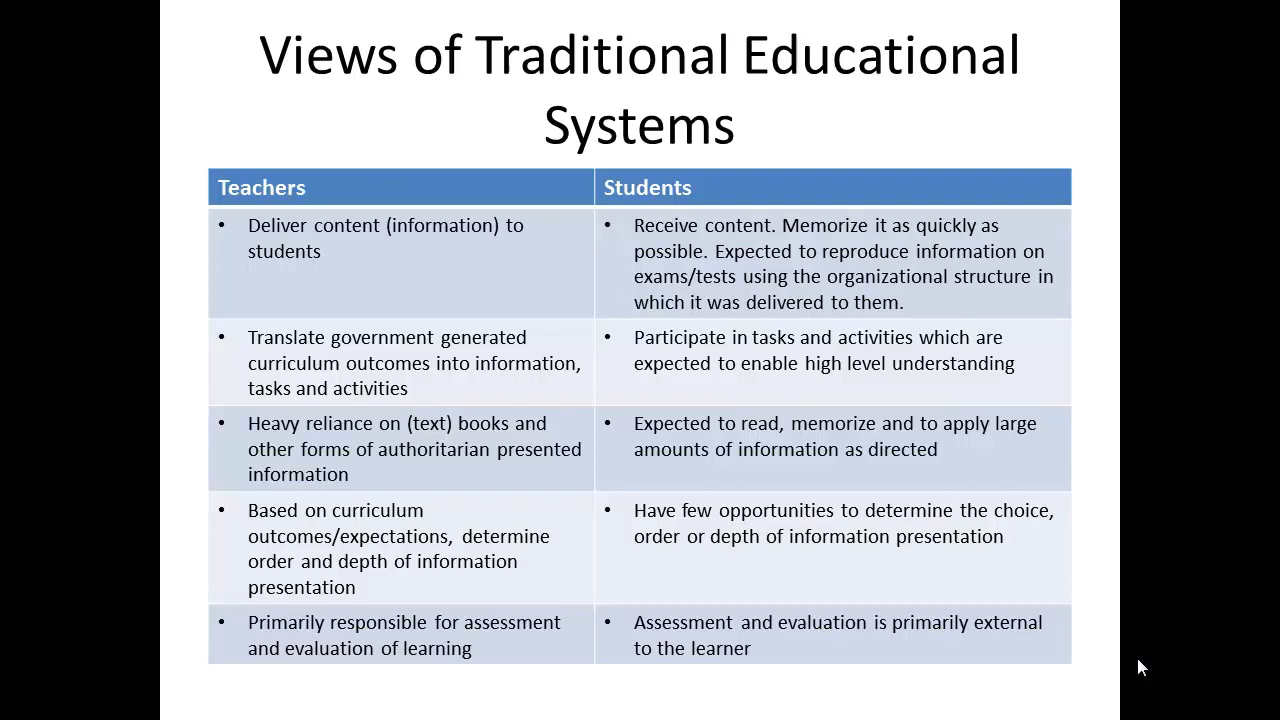 Views of Traditional Educational
Systems
Teachers
Students
• Deliver content (information) to
students
• Receive content. Memorize it as quickly as
possible. Expected to reproduce information on
exams/tests using the organizational structure in
which it was delivered to them.
• Translate government generated
curriculum outcomes into information,
tasks and activities
• Participate in tasks and activities which are
expected to enable high level understanding
• Heavy reliance on (text) books and
other forms of authoritarian presented
information
• Expected to read, memorize and to apply large
amounts of information as directed
• Based on curriculum
outcomes/expectations, determine
order and depth of information
presentation
• Have few opportunities to determine the choice,
order or depth of information presentation
• Primarily responsible for assessment
and evaluation of learning
• Assessment and evaluation is primarily external
to the learner